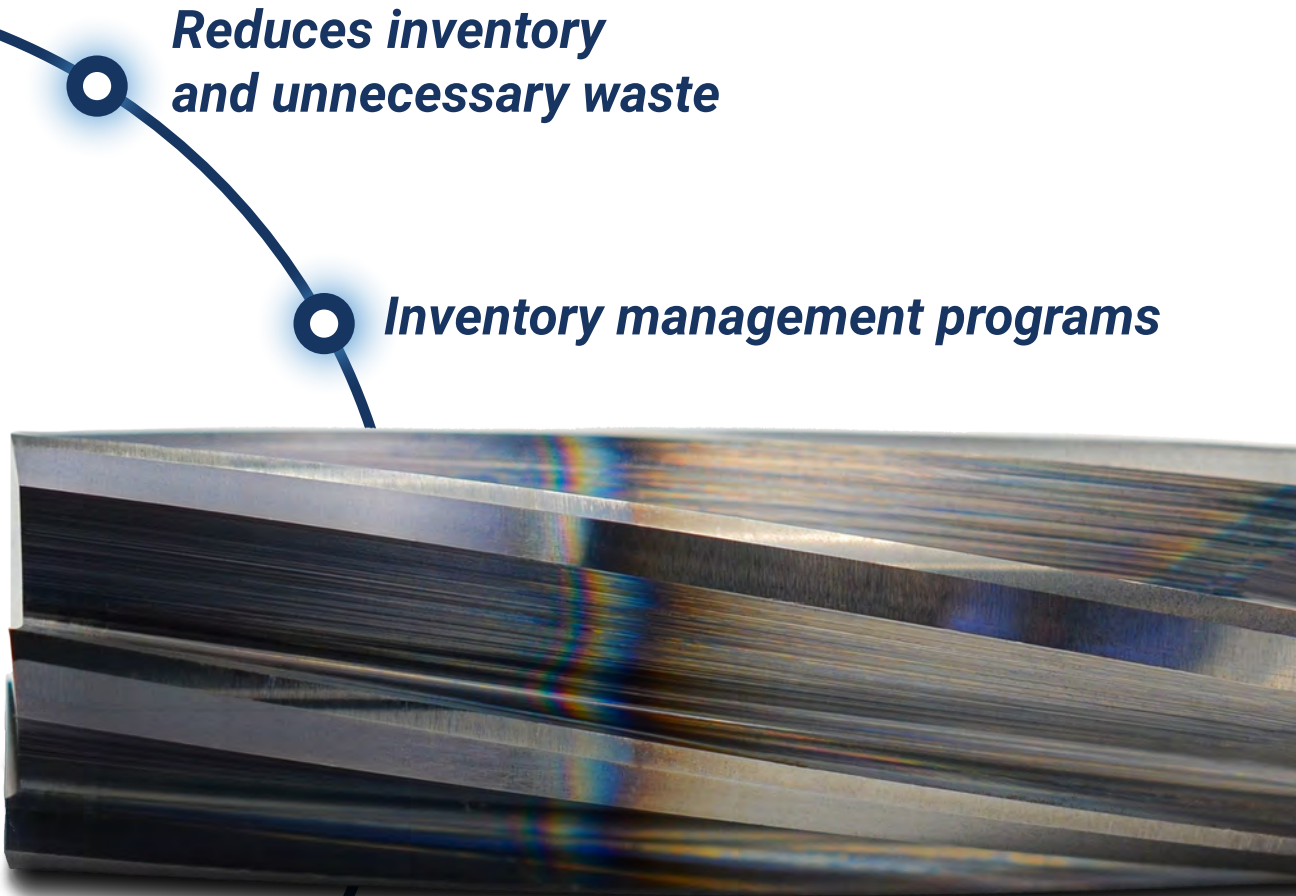 Reduces inventory
and unnecessary waste
Inventory management programs